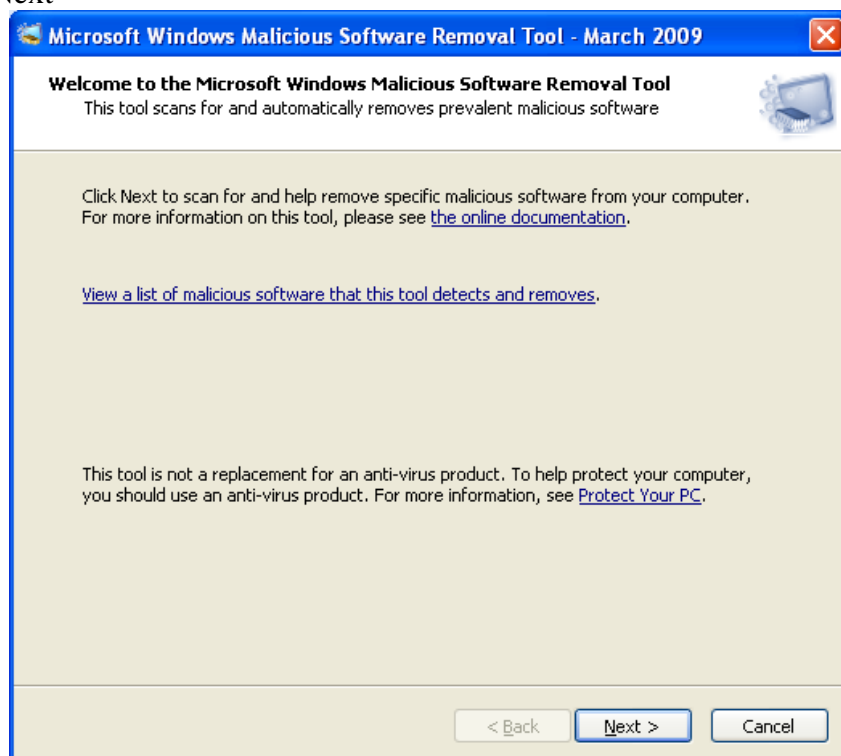 Next
Microsoft Windows Malicious Software Removal Tool - March 2009
Welcome to the Microsoft Windows Malicious Software Removal Tool
This tool scans for and automatically removes prevalent malicious software
Click Next to scan for and help remove specific malicious software from your computer.
For more information on this tool, please see the online documentation.
View a list of malicious software that this tool detects and removes.
This tool is not a replacement for an anti-virus product. To help protect your computer,
you should use an anti-virus product. For more information, see Protect Your PC.
< Back Next > Cancel